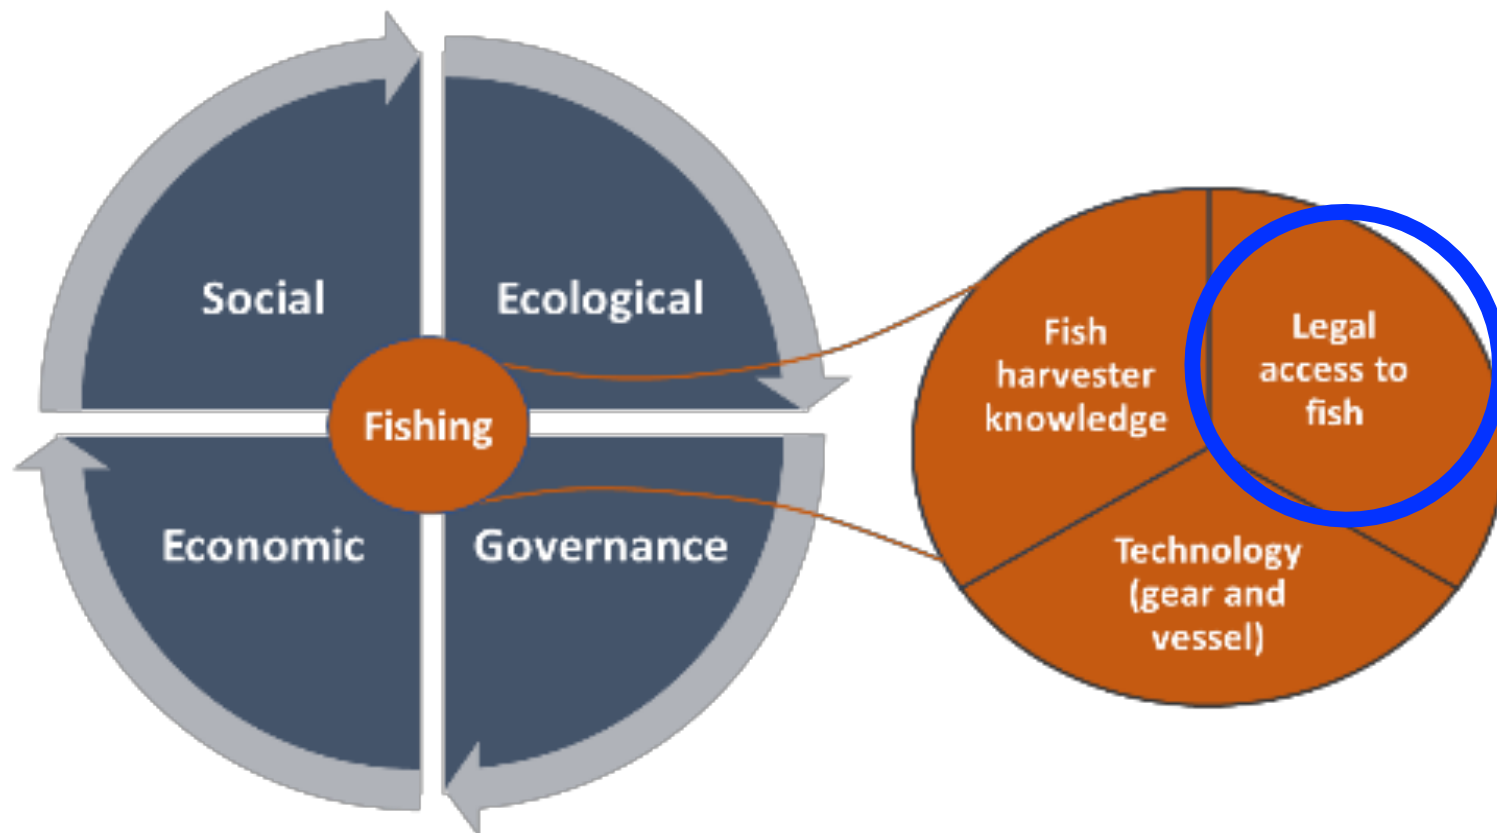 Social
Ecological
Fishing
Economic
Governance
Fish
harvester
knowledge
Legal
access to
fish
Technology
(gear and
vessel)